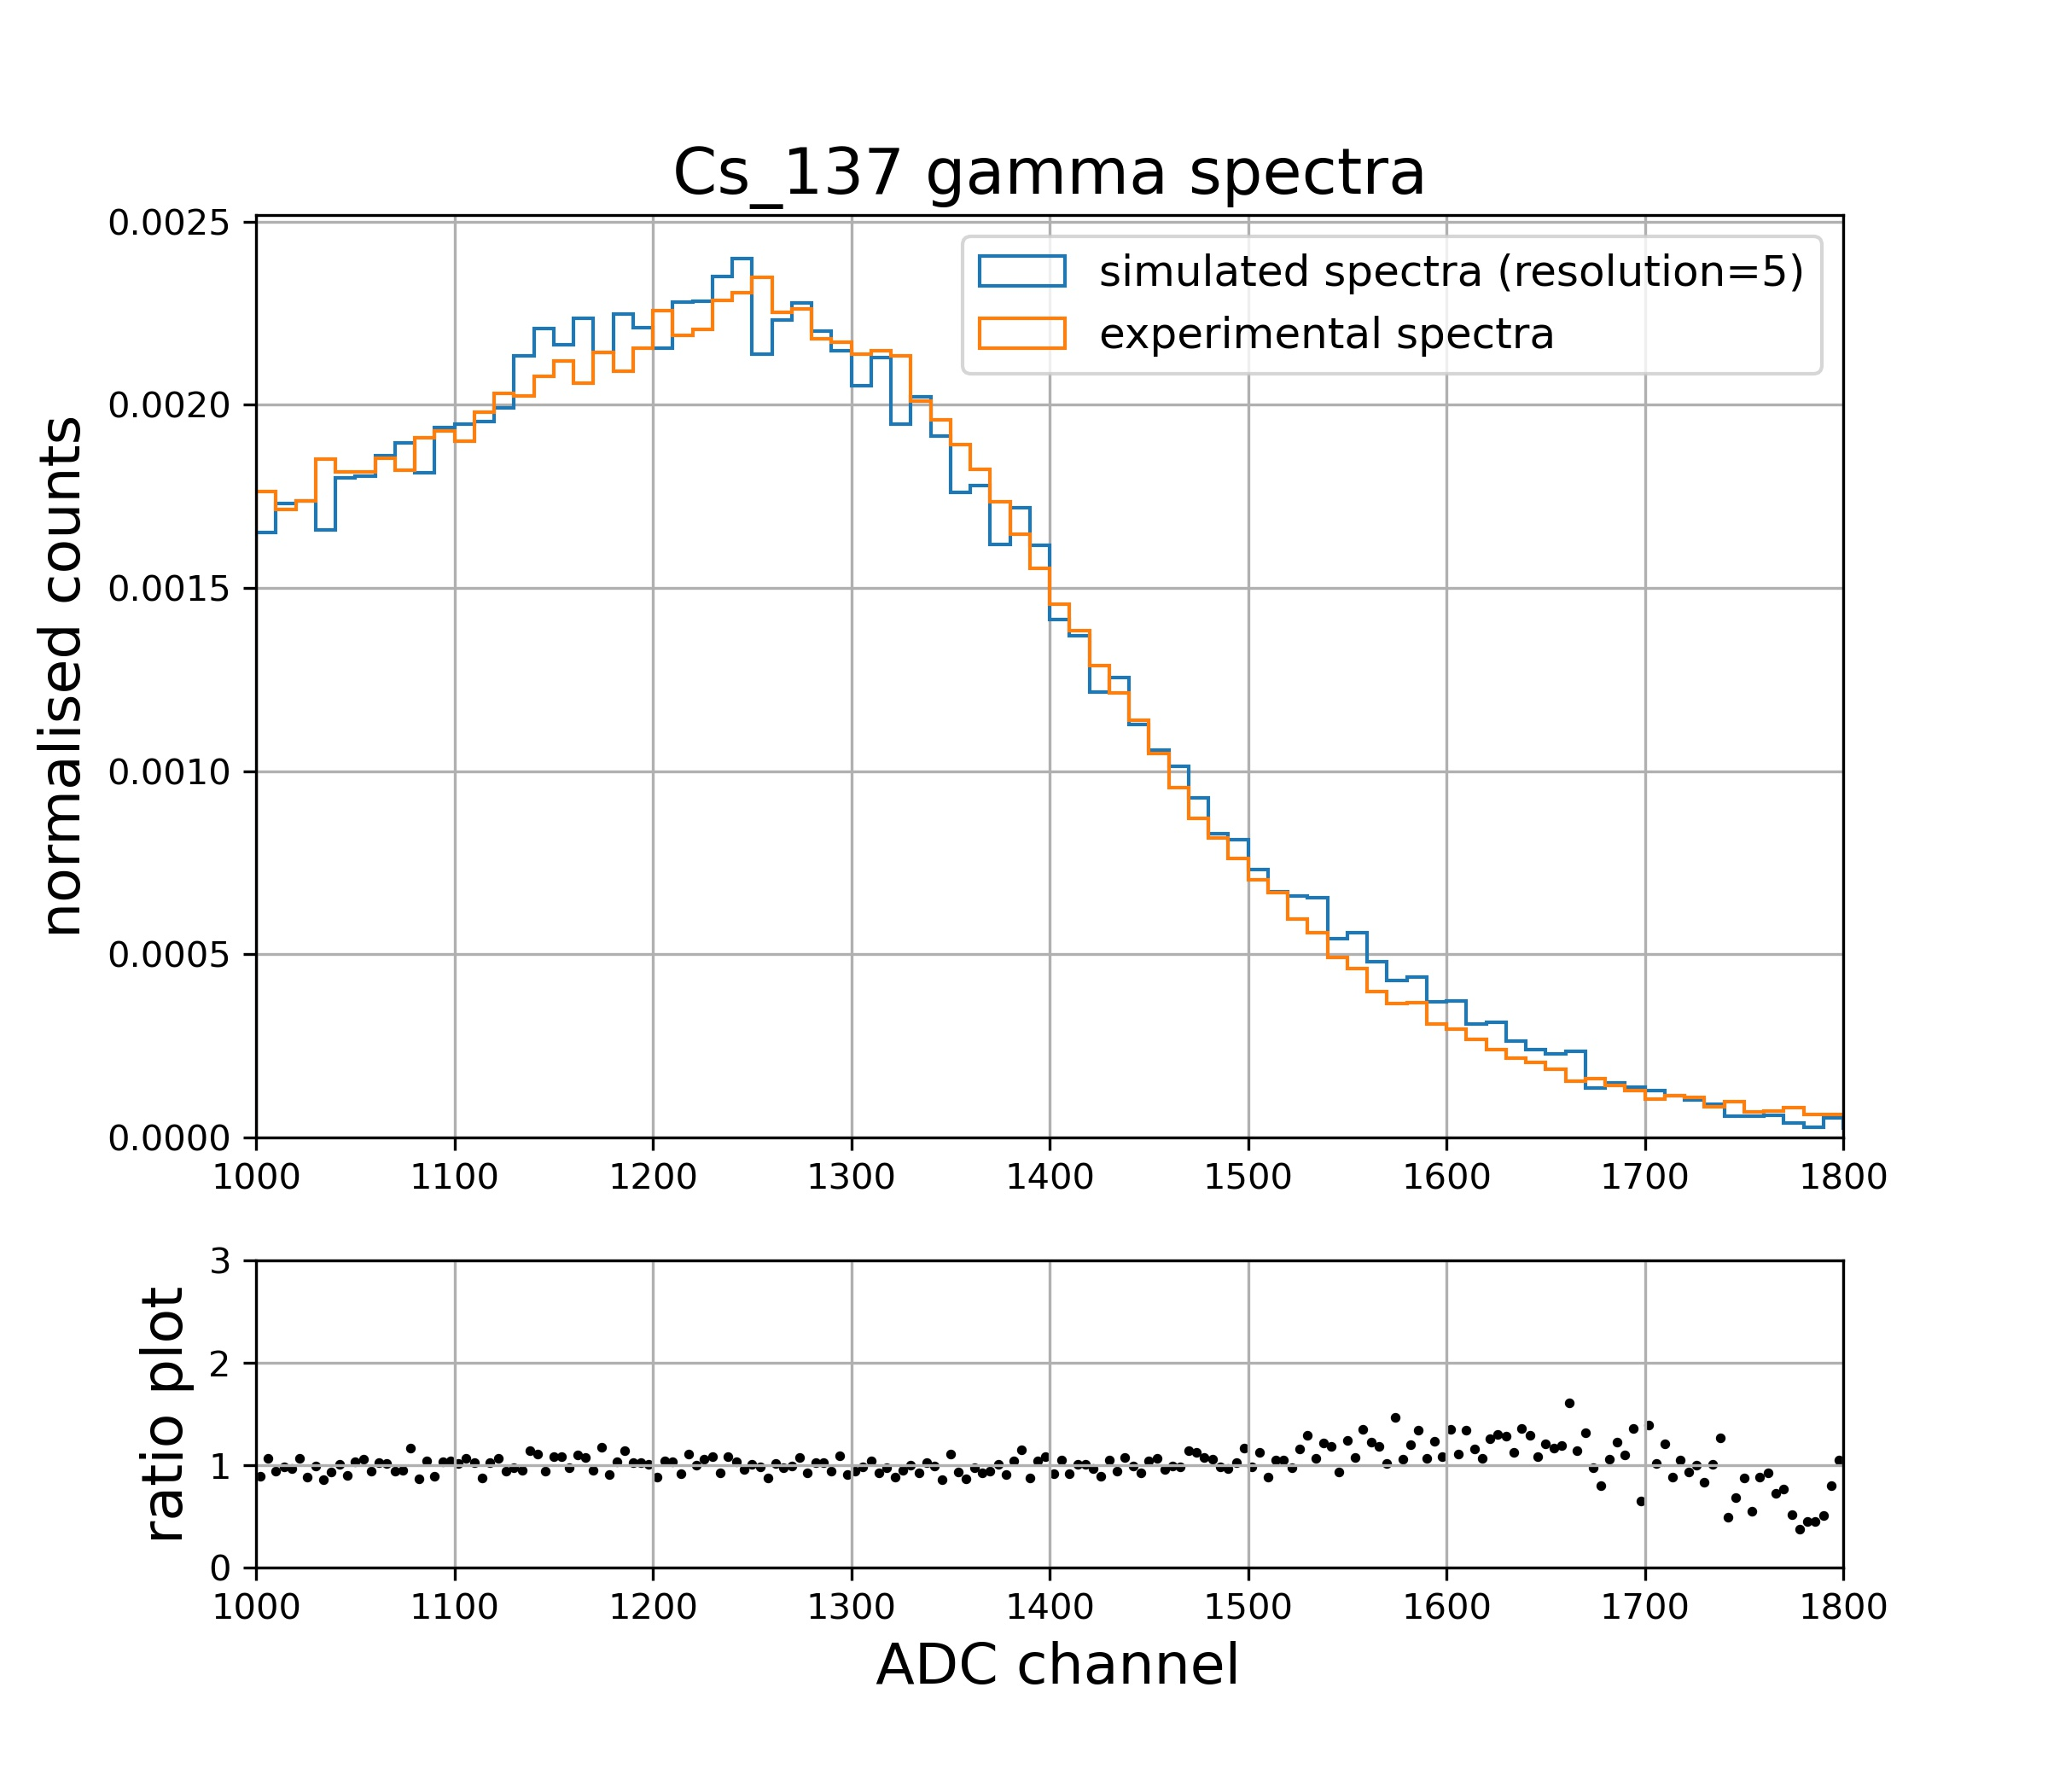 Cs_137 gamma spectra
simulated spectra (resolution=5)
experimental spectra
normalised counts
0.0025
0.0020
0.0015
0.0010
0.0005
0.0000
1000 1100 1200 1300 1400 1500 1600 1700 1800
ratio plot
3
2
1
0
1000 1100 1200 1300 1400 1500 1600 1700 1800
ADC channel